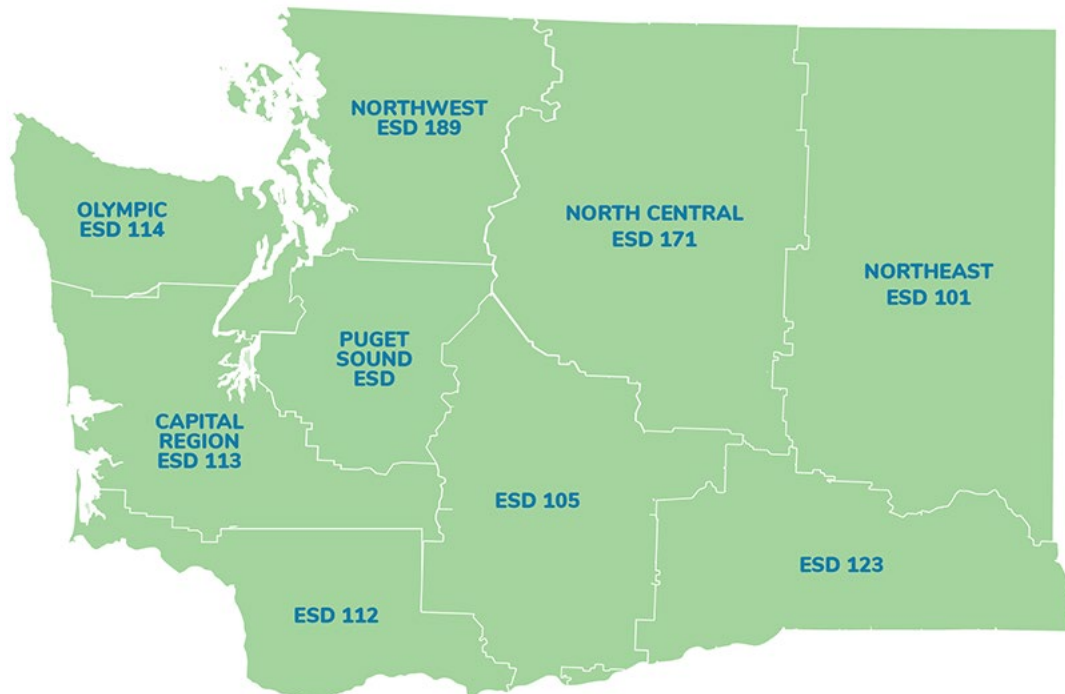 NORTHWEST
ESD 189
OLYMPIC
ESD 114
NORTH CENTRAL
ESD 171
NORTHEAST
ESD 101
PUGET
SOUND
ESD
CAPITAL
REGION
ESD 113
ESD 105
ESD 123
ESD 112